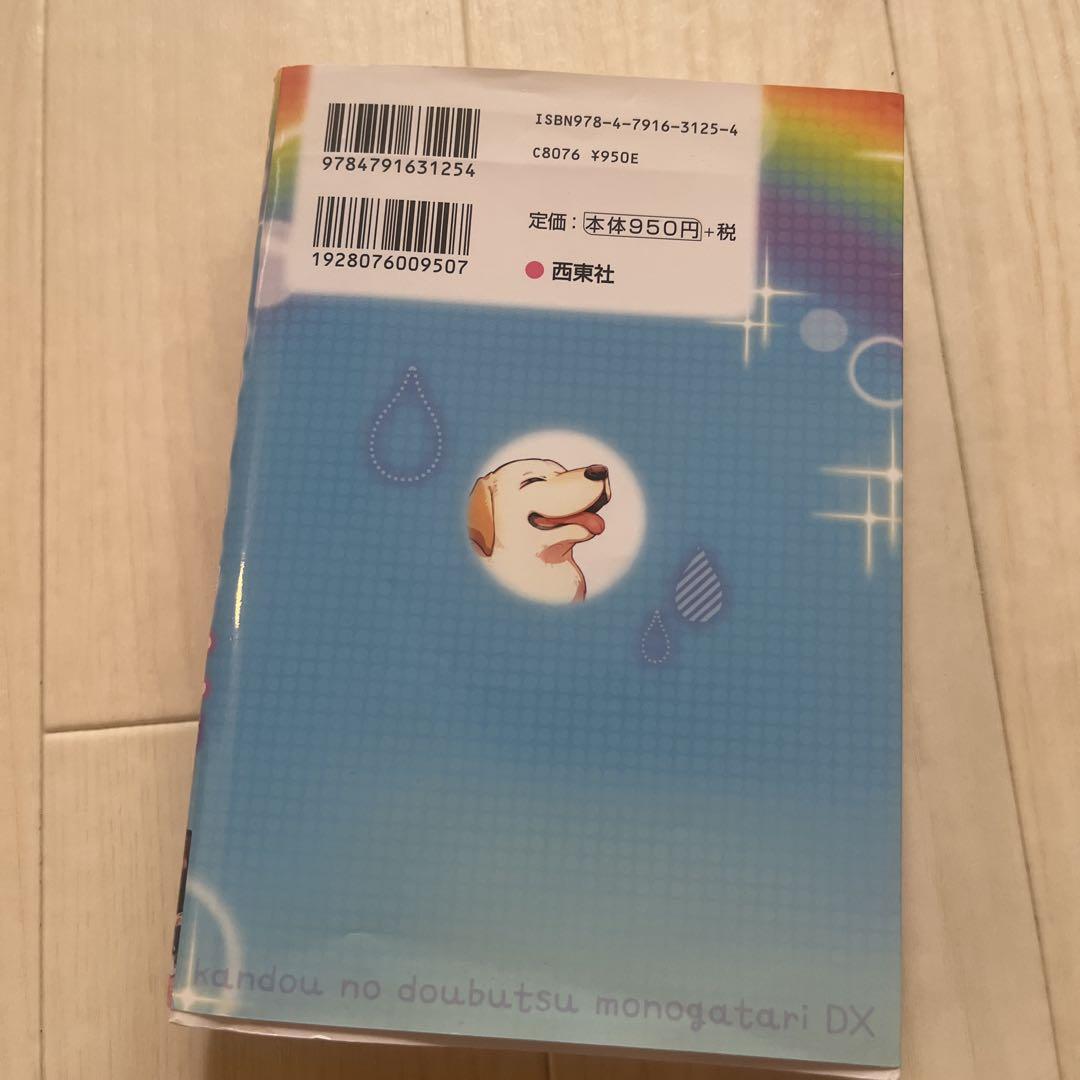 ISBN978-4-7916-3125-4
9784791631254
C8076 ¥950E
1928076009507
定価：本体950円+税
西東社
kandou no doubutsu monogatari DX